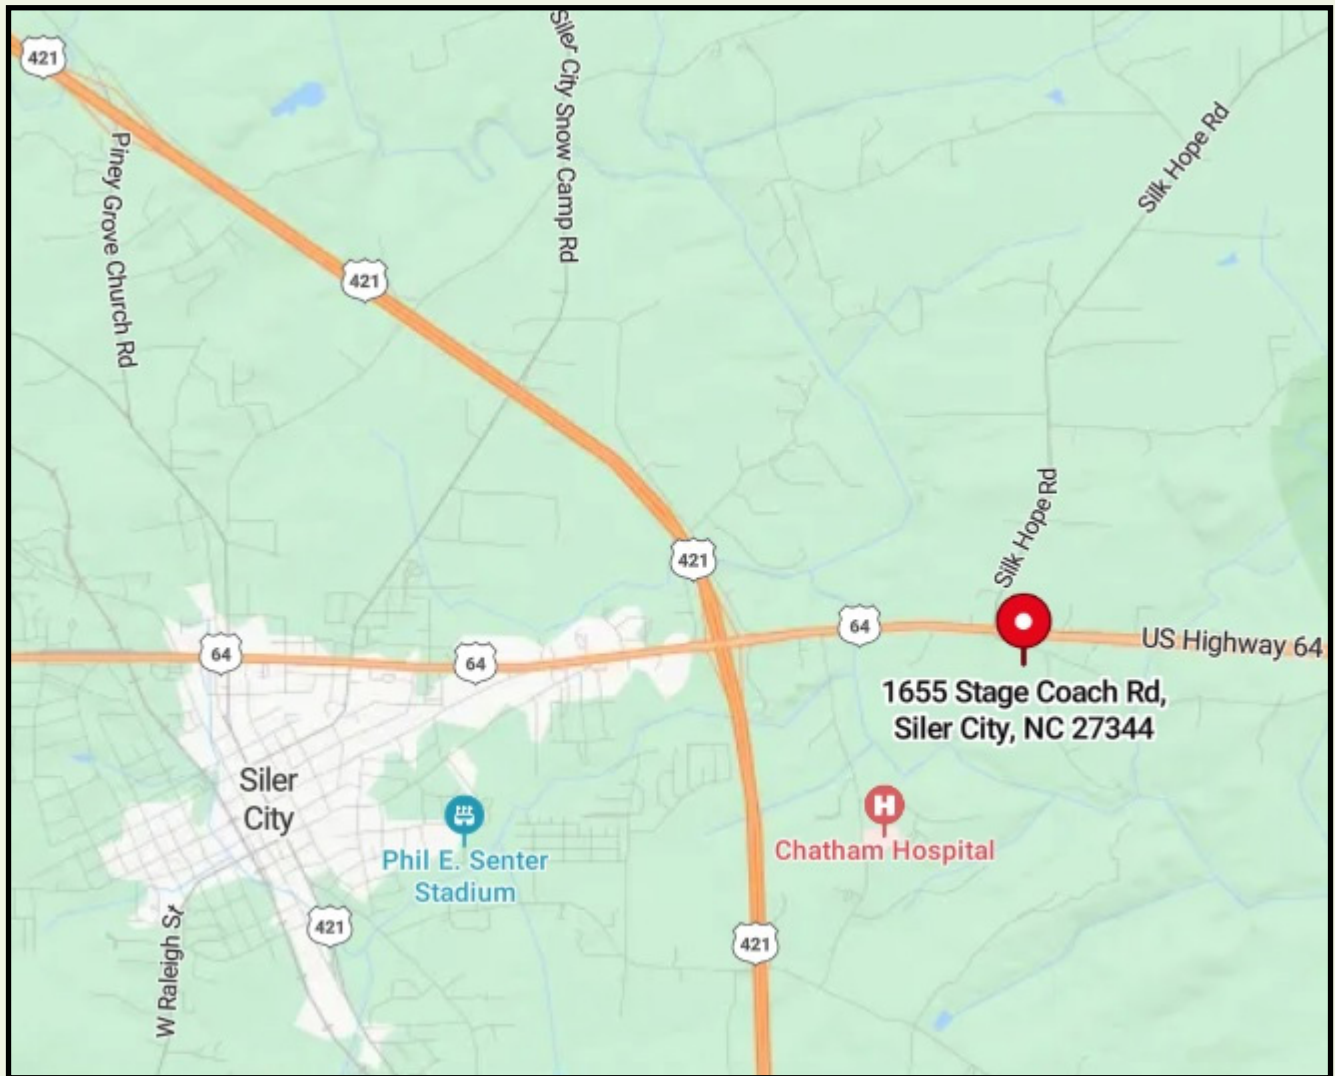 421
Siler City Snow Camp Rd
Piney Grove Church Rd
Silk Hope Rd
421
Silk Hope Rd
421
64
64
64
US Highway 64
1655 Stage Coach Rd,
Siler City, NC 27344
Siler
City
H
Chatham Hospital
Phil E. Senter
Stadium
421
421
W Raleigh St